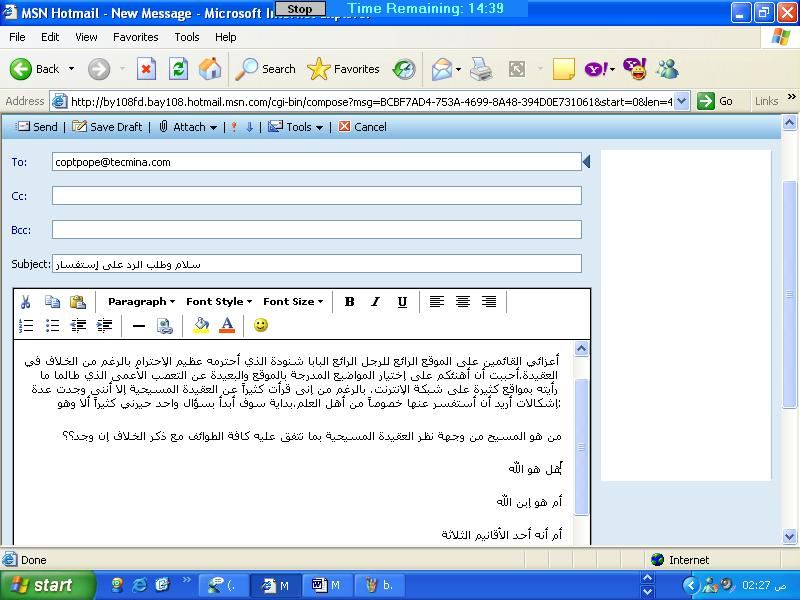 MSN Hotmail - New Message - Microsoft In
Stop
Time Remaining: 14:39
File Edit View Favorites Tools Help
Back Search Favorites
Address http://by108fd.bay108.hotmail.msn.com/cgi-bin/compose?msg=BCBF7AD4-753A-4699-8A48-394D0E731061&start=0&len=4 Go Links »
Send Save Draft Attach Tools Cancel
To: coptpope@tecmina.com
Cc:
Bcc:
Subject: سلام وطلب الرد على إستفسار
Paragraph Font Style Font Size B I U
أعزائي القائمين على الموقع الرائع للرجل الرائع البابا شنودة الذي أحترمه عظيم الإحترام بالرغم من الخلاف في
العقيدة.أحببت أن أهنئكم على إختيار المواضيع المدرجة بالموقع والبعيدة عن التعصب الأعمى الذي طالما ما
رأيته بمواقع كثيرة على شبكة الإنترنت. بالرغم من إنى قرأت كثيرآ عن العقيدة المسيحية إلا أننى وجدت عدة
إشكالات أريد أن أستفسر عنها خصوصآ من أهل العلم.بداية سوف أبدأ بسؤال واحد حيرني كثيرآ ألا وهو:
من هو المسيح من وجهة نظر العقيدة المسيحية بما تتفق عليه كافة الطوائف مع ذكر الخلاف إن وجد؟؟
هل هو الله
أم هو إبن الله
أم أنه أحد الأقانيم الثلاثة
Done Internet
start » (. M M b. 02:27 ص